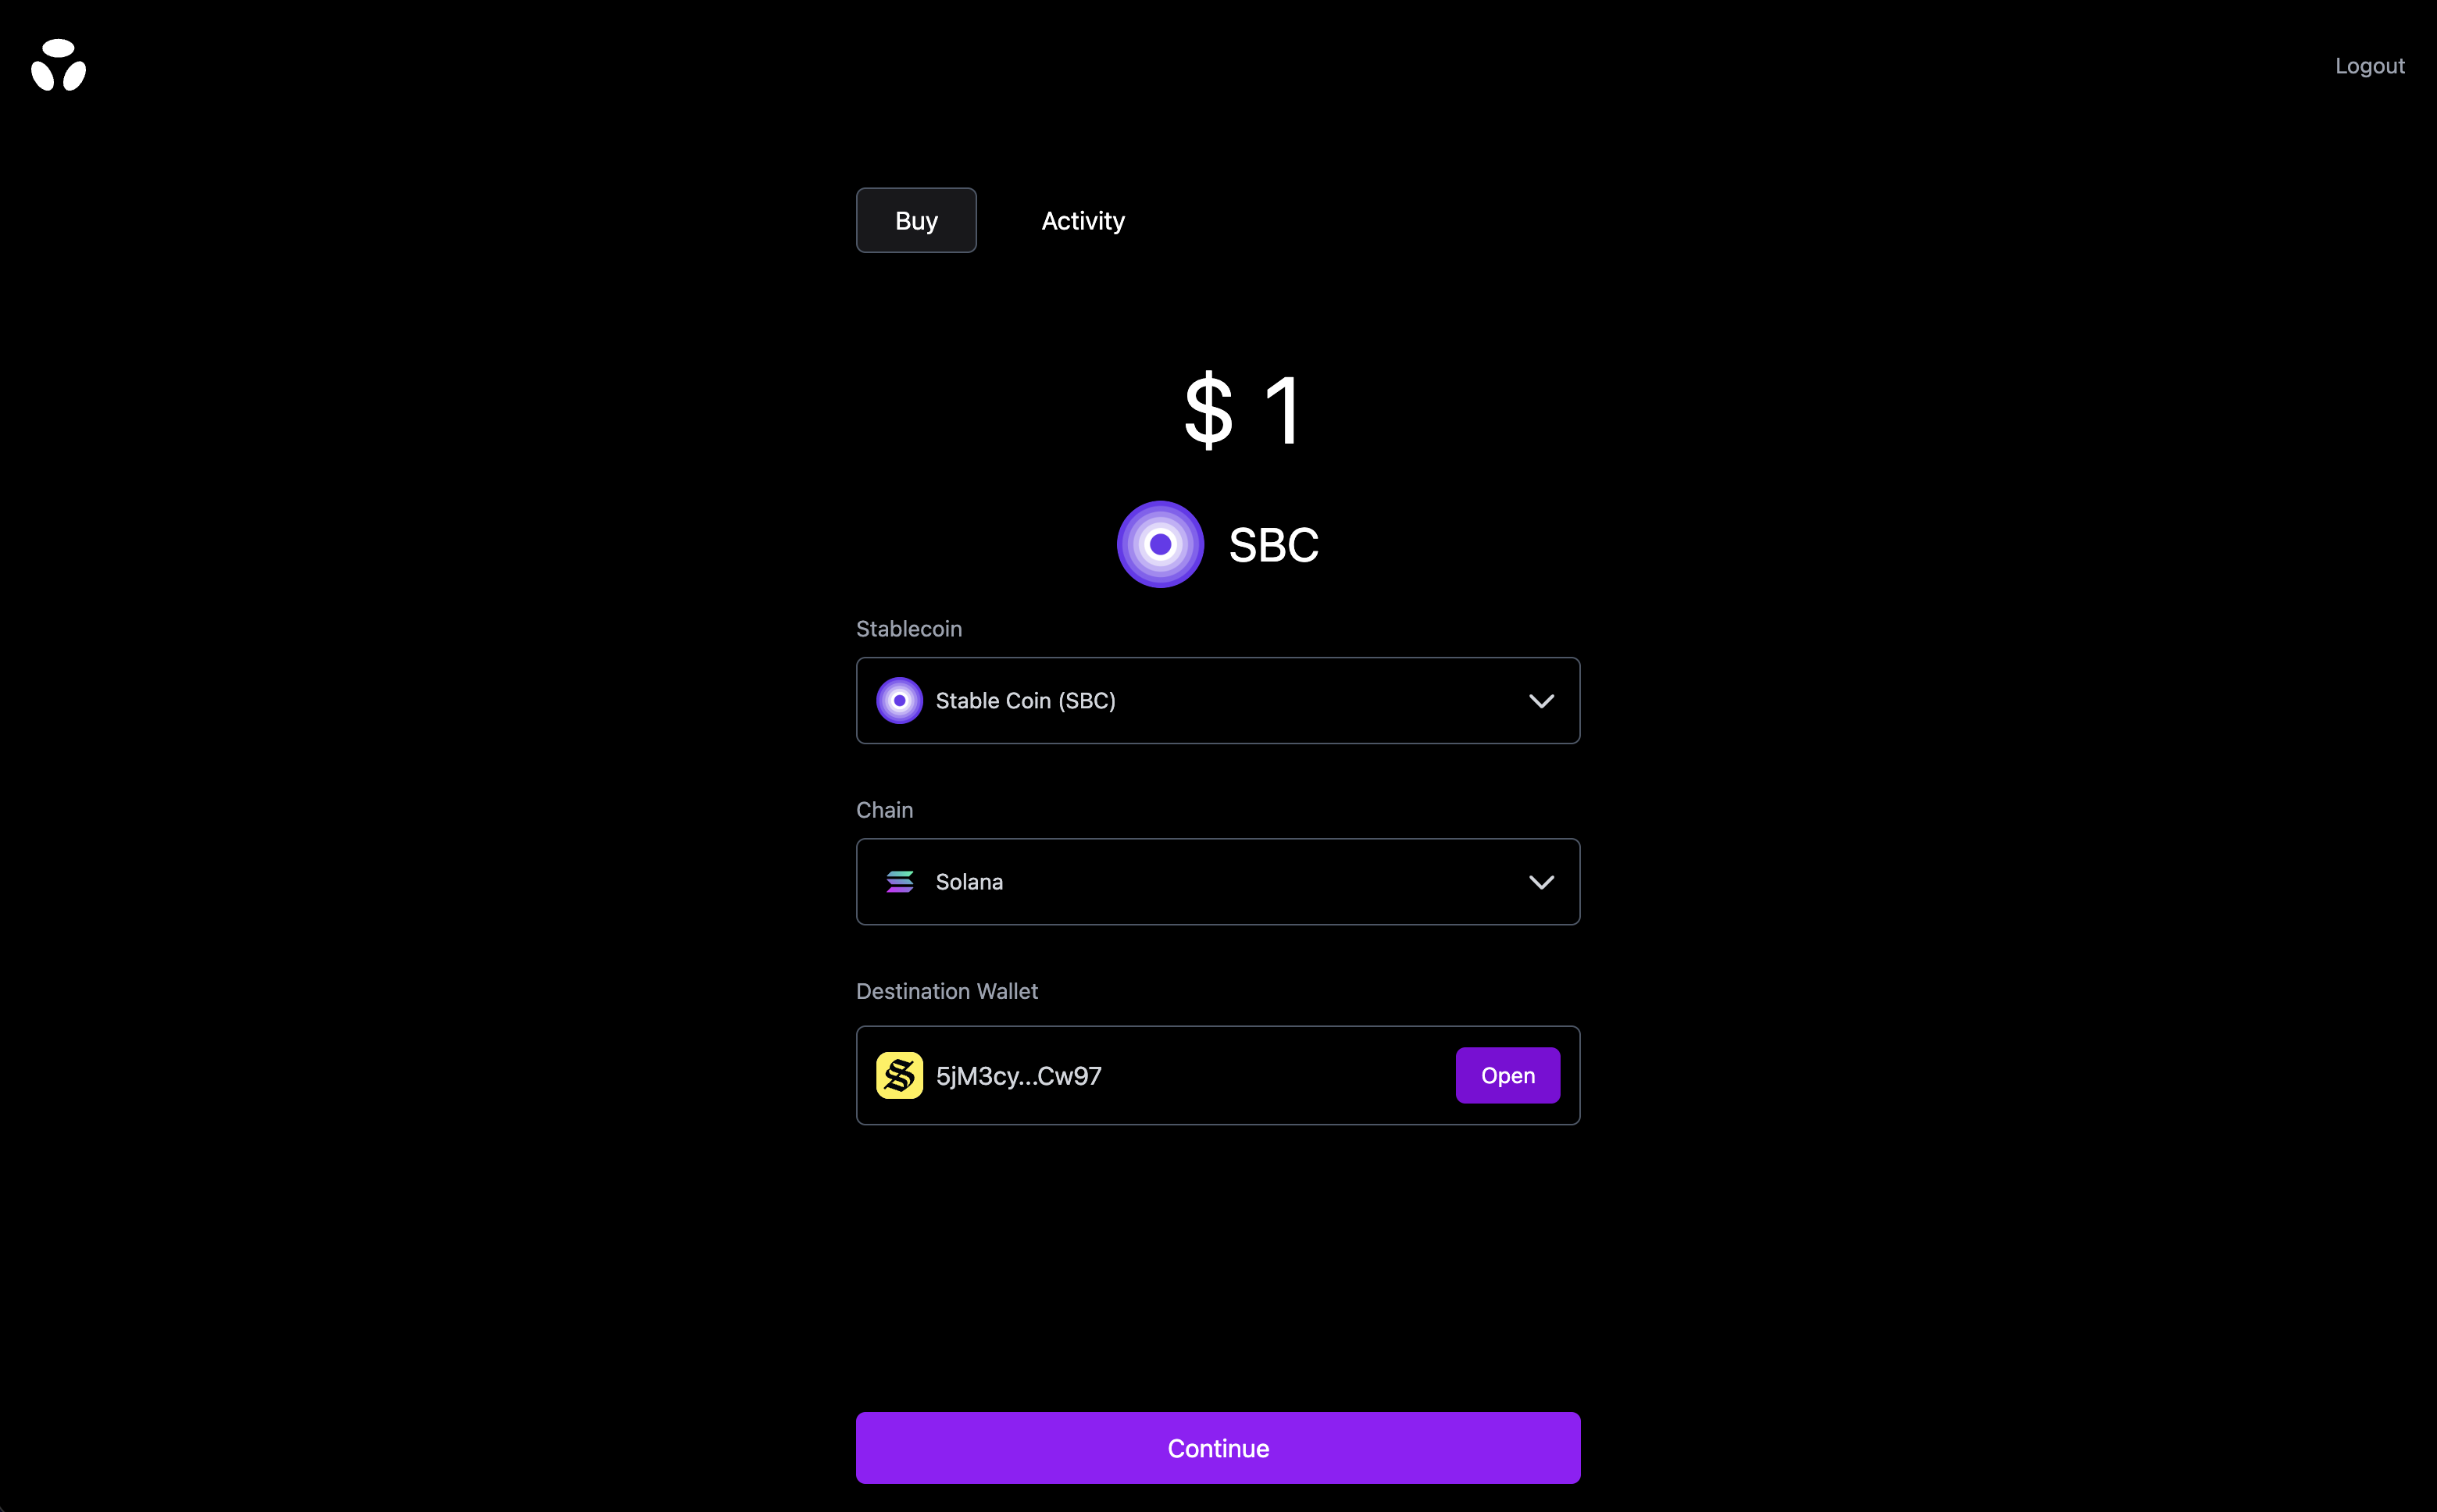 Logout
Buy
Activity
$ 1
SBC
Stablecoin
Stable Coin (SBC)
Chain
Solana
Destination Wallet
5jM3cy...Cw97
Open
Continue